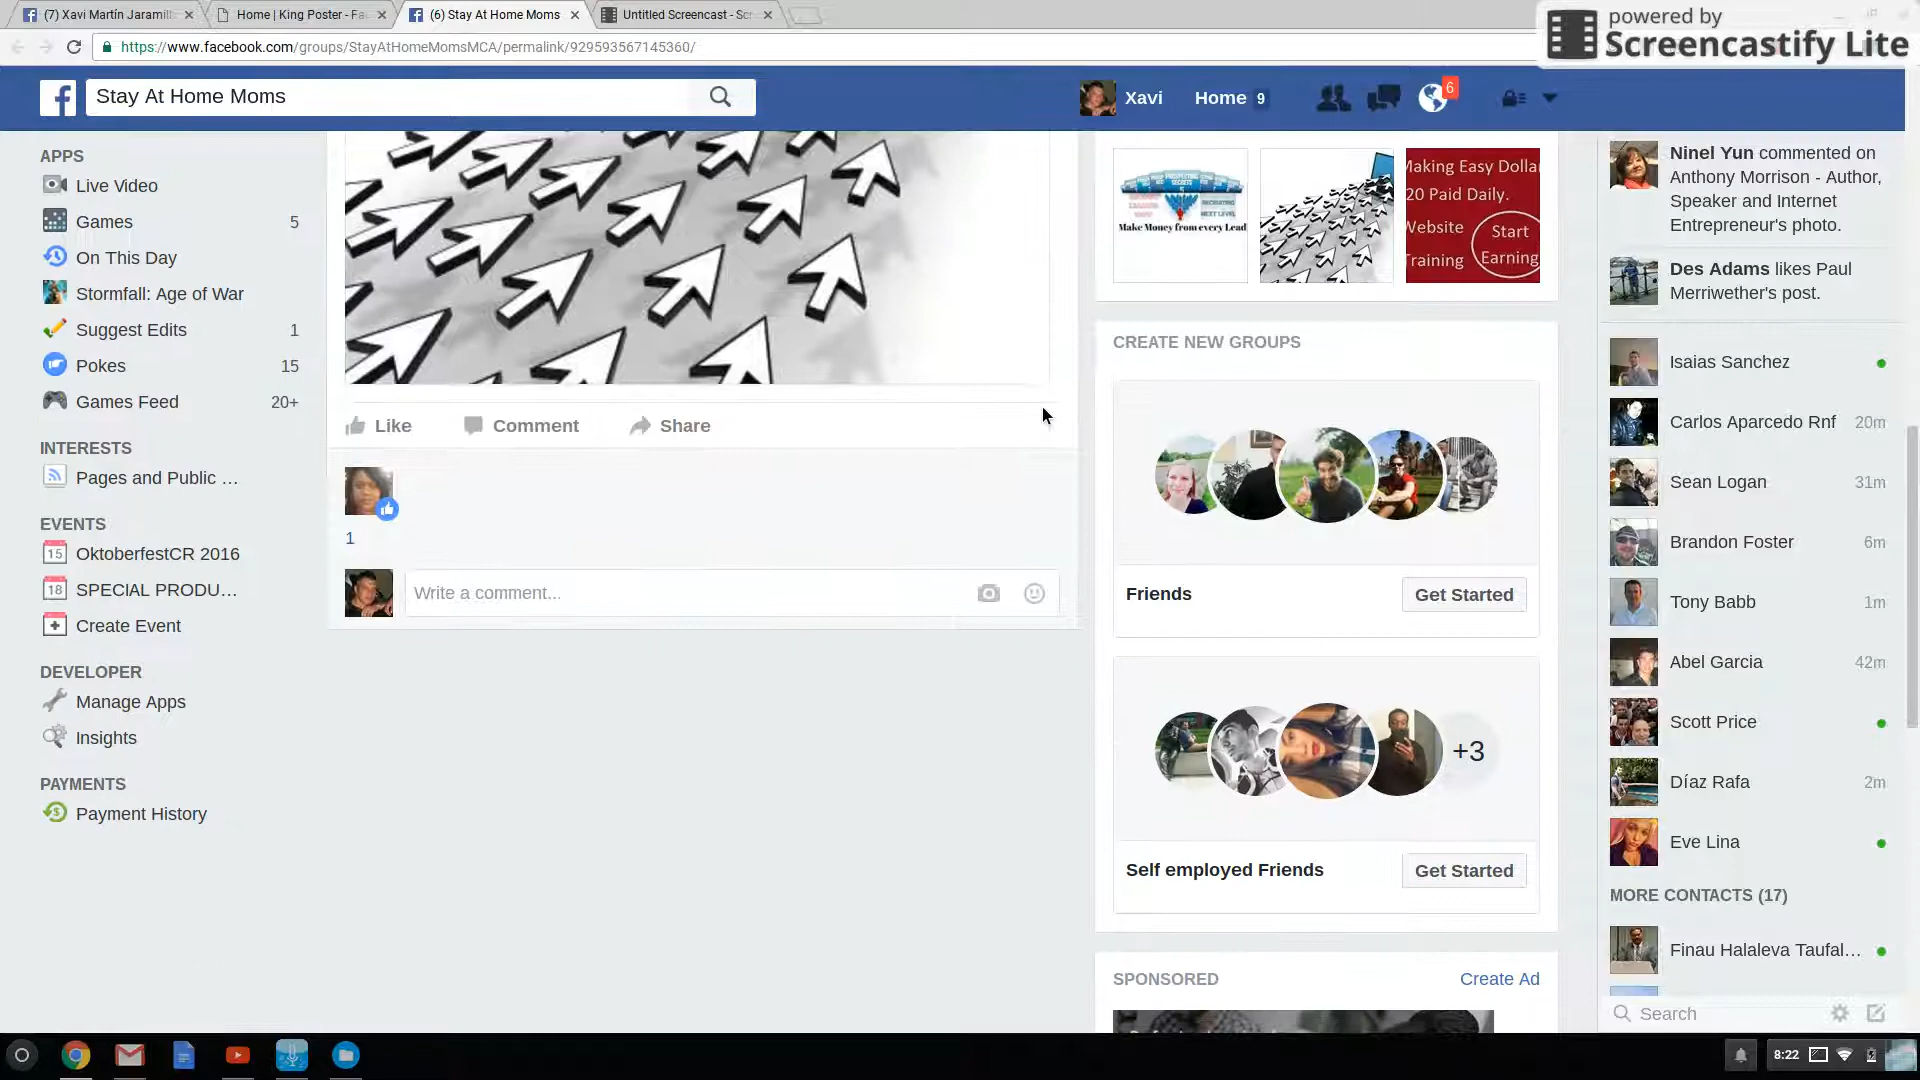 (7) Xavi Martín Jaramill
Home | King Poster - Fa
(6) Stay At Home Moms
Untitled Screencast - Scr
powered by
Screencastify Lite
https://www.facebook.com/groups/StayAtHomeMomsMCA/permalink/929593567145360/
Stay At Home Moms
Xavi
Home 9
6
APPS
Live Video
Games 5
On This Day
Stormfall: Age of War
Suggest Edits 1
Pokes 15
Games Feed 20+
INTERESTS
Pages and Public ...
EVENTS
15 OktoberfestCR 2016
18 SPECIAL PRODU...
Create Event
DEVELOPER
Manage Apps
Insights
PAYMENTS
Payment History
Like Comment Share
1
Write a comment...
Make Money from every Lead
Making Easy Dolla
20 Paid Daily.
Website
Training
Start
Earning
CREATE NEW GROUPS
Friends
Get Started
+3
Self employed Friends
Get Started
SPONSORED
Create Ad
Ninel Yun commented on
Anthony Morrison - Author,
Speaker and Internet
Entrepreneur's photo.
Des Adams likes Paul
Merriwether's post.
Isaias Sanchez
Carlos Aparcedo Rnf 20m
Sean Logan 31m
Brandon Foster 6m
Tony Babb 1m
Abel Garcia 42m
Scott Price
Díaz Rafa 2m
Eve Lina
MORE CONTACTS (17)
Finau Halaleva Taufal...
Search
8:22